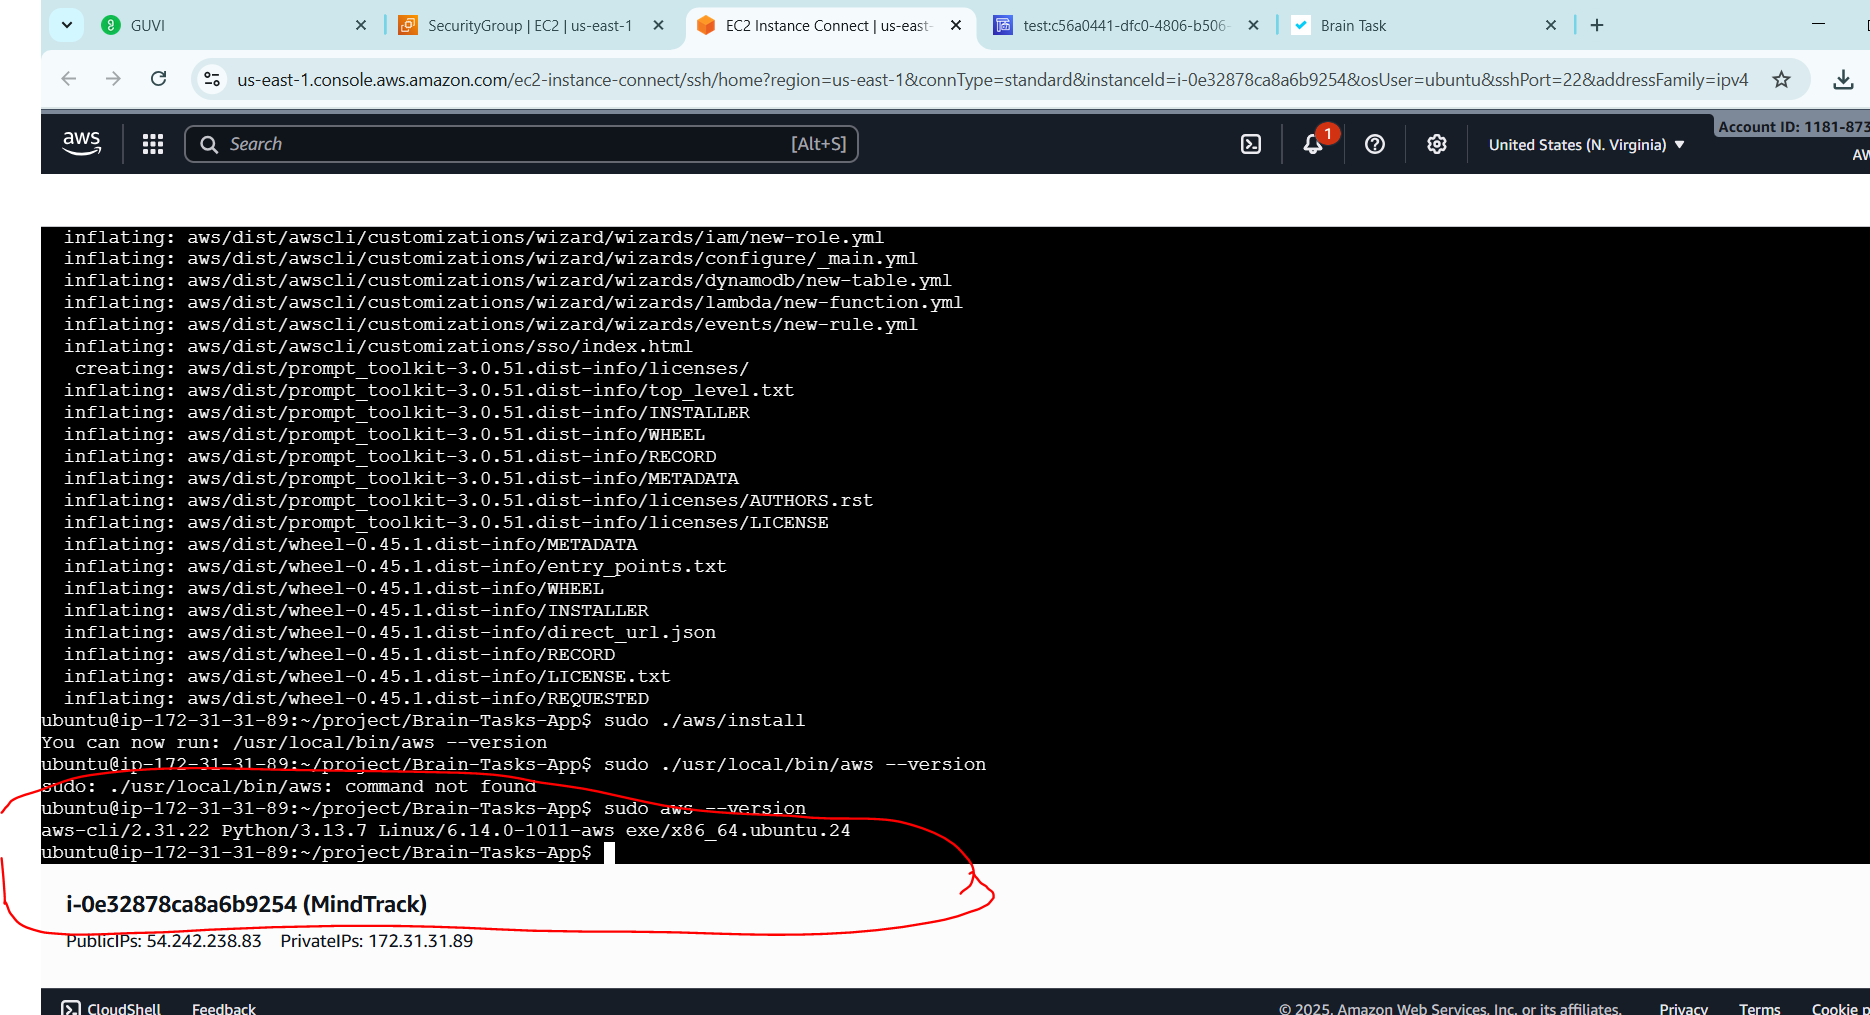 GUVI
SecurityGroup | EC2 | us-east-1
EC2 Instance Connect | us-east-
test:c56a0441-dfc0-4806-b506-
Brain Task
us-east-1.console.aws.amazon.com/ec2-instance-connect/ssh/home?region=us-east-1&connType=standard&instanceId=i-0e32878ca8a6b9254&osUser=ubuntu&sshPort=22&addressFamily=ipv4
aws
Search
[Alt+S]
1
United States (N. Virginia)
Account ID: 1181-873
AW
inflating: aws/dist/awscli/customizations/wizard/wizards/iam/new-role.yml
inflating: aws/dist/awscli/customizations/wizard/wizards/configure/_main.yml
inflating: aws/dist/awscli/customizations/wizard/wizards/dynamodb/new-table.yml
inflating: aws/dist/awscli/customizations/wizard/wizards/lambda/new-function.yml
inflating: aws/dist/awscli/customizations/wizard/wizards/events/new-rule.yml
inflating: aws/dist/awscli/customizations/sso/index.html
creating: aws/dist/prompt_toolkit-3.0.51.dist-info/licenses/
inflating: aws/dist/prompt_toolkit-3.0.51.dist-info/top_level.txt
inflating: aws/dist/prompt_toolkit-3.0.51.dist-info/INSTALLER
inflating: aws/dist/prompt_toolkit-3.0.51.dist-info/WHEEL
inflating: aws/dist/prompt_toolkit-3.0.51.dist-info/RECORD
inflating: aws/dist/prompt_toolkit-3.0.51.dist-info/METADATA
inflating: aws/dist/prompt_toolkit-3.0.51.dist-info/licenses/AUTHORS.rst
inflating: aws/dist/prompt_toolkit-3.0.51.dist-info/licenses/LICENSE
inflating: aws/dist/wheel-0.45.1.dist-info/METADATA
inflating: aws/dist/wheel-0.45.1.dist-info/entry_points.txt
inflating: aws/dist/wheel-0.45.1.dist-info/WHEEL
inflating: aws/dist/wheel-0.45.1.dist-info/INSTALLER
inflating: aws/dist/wheel-0.45.1.dist-info/direct_url.json
inflating: aws/dist/wheel-0.45.1.dist-info/RECORD
inflating: aws/dist/wheel-0.45.1.dist-info/LICENSE.txt
inflating: aws/dist/wheel-0.45.1.dist-info/REQUESTED
ubuntu@ip-172-31-31-89:~/project/Brain-Tasks-App$ sudo ./aws/install
You can now run: /usr/local/bin/aws --version
ubuntu@ip-172-31-31-89:~/project/Brain-Tasks-App$ sudo ./usr/local/bin/aws --version
sudo: ./usr/local/bin/aws: command not found
ubuntu@ip-172-31-31-89:~/project/Brain-Tasks-App$ sudo aws --version
aws-cli/2.31.22 Python/3.13.7 Linux/6.14.0-1011-aws exe/x86_64.ubuntu.24
ubuntu@ip-172-31-31-89:~/project/Brain-Tasks-App$
i-0e32878ca8a6b9254 (MindTrack)
PublicIPs: 54.242.238.83 PrivateIPs: 172.31.31.89
CloudShell Feedback
© 2025, Amazon Web Services, Inc. or its affiliates. Privacy Terms Cookie p